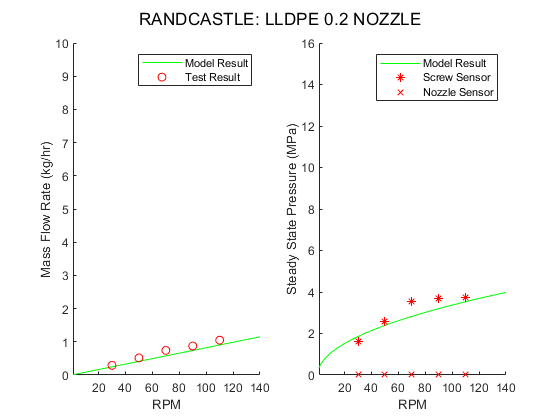 RANDCASTLE: LLDPE 0.2 NOZZLE
Mass Flow Rate (kg/hr)
10
9
8
7
6
5
4
3
2
1
0
Model Result
Test Result
20 40 60 80 100 120 140
RPM
Steady State Pressure (MPa)
16
14
12
10
8
6
4
2
0
Model Result
Screw Sensor
Nozzle Sensor
20 40 60 80 100 120 140
RPM